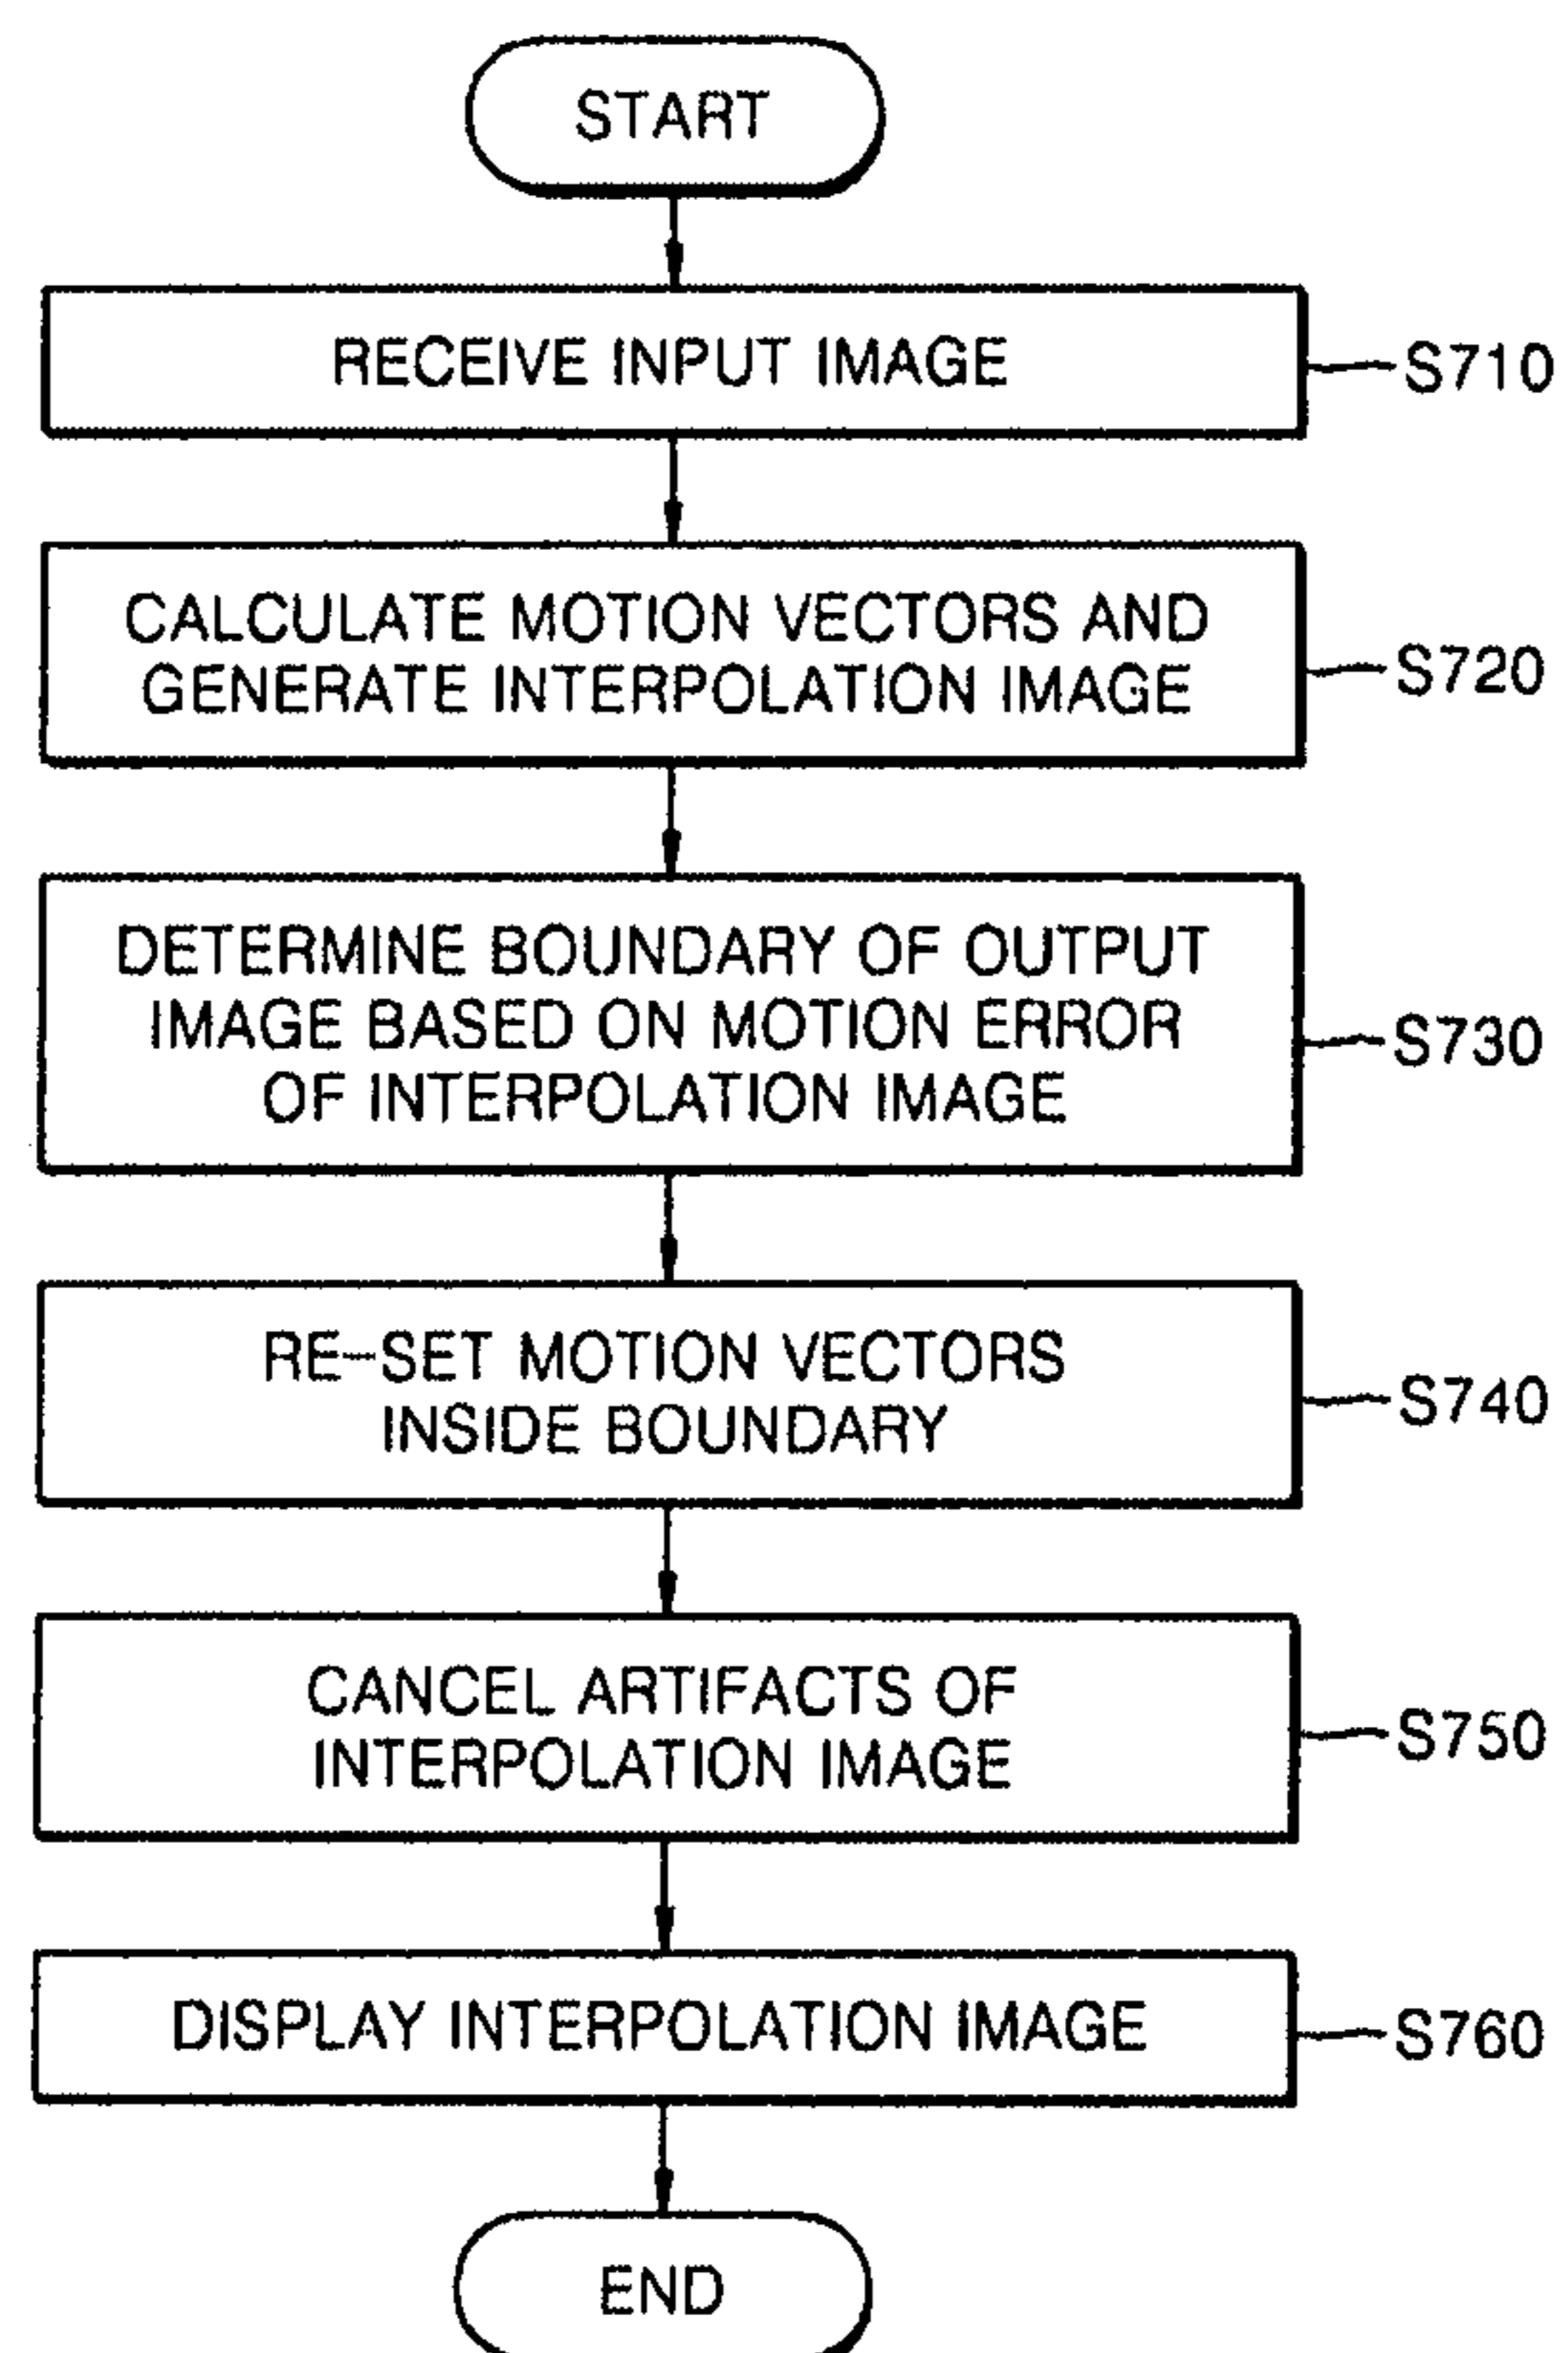 START
RECEIVE INPUT IMAGE
S710
CALCULATE MOTION VECTORS AND
GENERATE INTERPOLATION IMAGE
S720
DETERMINE BOUNDARY OF OUTPUT
IMAGE BASED ON MOTION ERROR
OF INTERPOLATION IMAGE
S730
RE-SET MOTION VECTORS
INSIDE BOUNDARY
S740
CANCEL ARTIFACTS OF
INTERPOLATION IMAGE
S750
DISPLAY INTERPOLATION IMAGE
S760
END